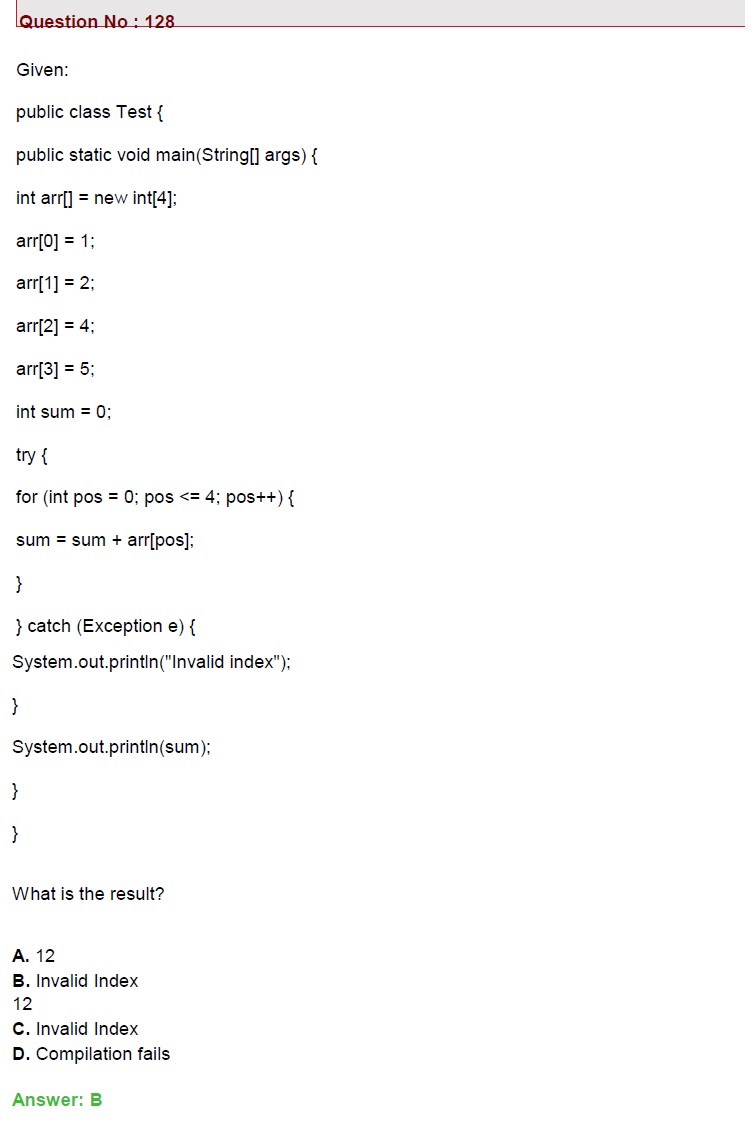 Question No : 128
Given:
public class Test {
public static void main(String[] args) {
int arr[] = new int[4];
arr[0] = 1;
arr[1] = 2;
arr[2] = 4;
arr[3] = 5;
int sum = 0;
try {
for (int pos = 0; pos <= 4; pos++) {
sum = sum + arr[pos];
}
} catch (Exception e) {
System.out.println("Invalid index");
}
System.out.println(sum);
}
}
What is the result?
A. 12
B. Invalid Index
12
C. Invalid Index
D. Compilation fails
Answer: B